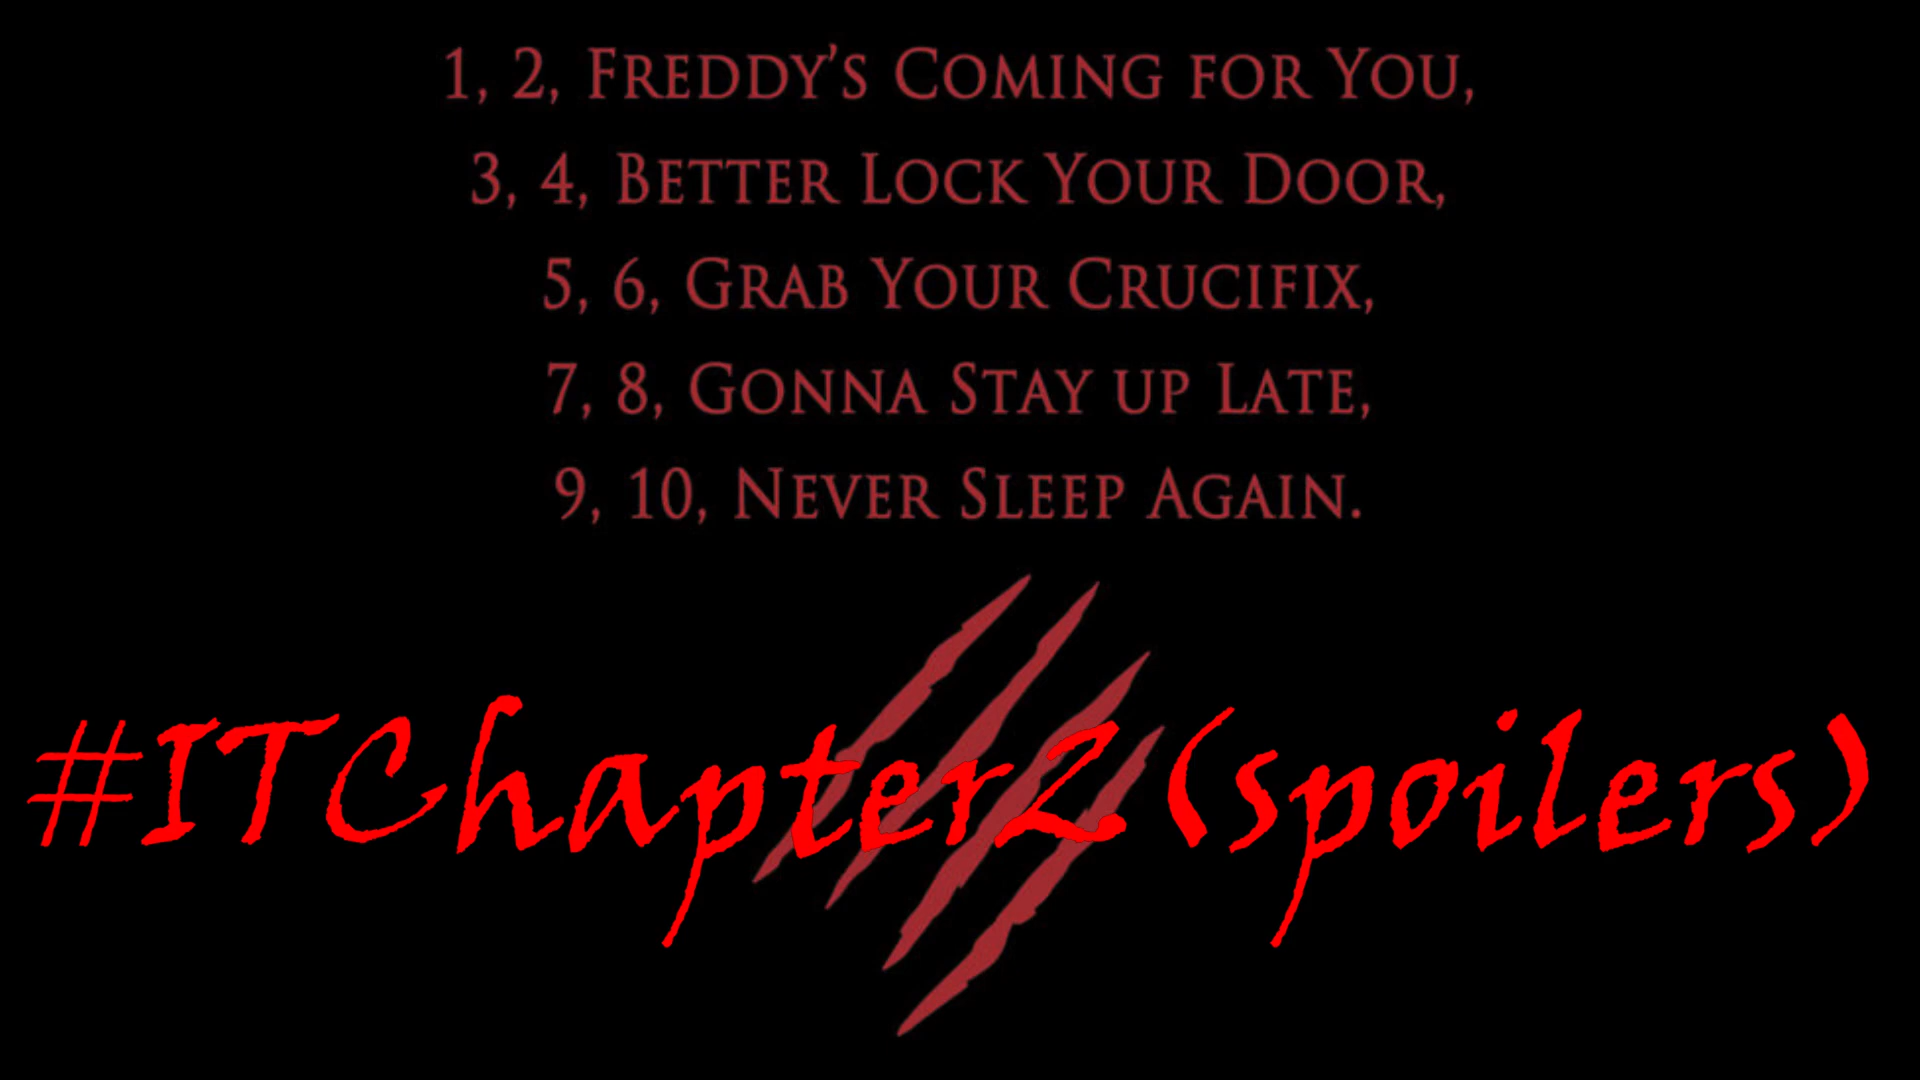 1, 2, Freddy's Coming for You,
3, 4, Better Lock Your Door,
5, 6, Grab Your Crucifix,
7, 8, Gonna Stay up Late,
9, 10, Never Sleep Again.
#ITChapter2 (spoilers)